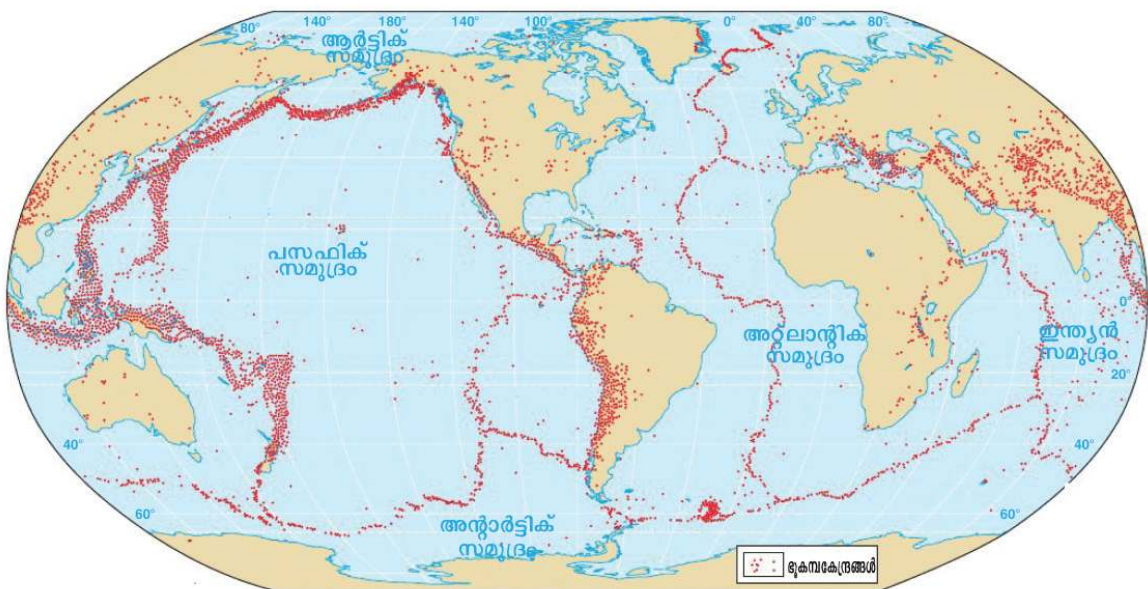 80° 140° 180° 140° 100° 0° 40° 80°
ആർട്ടിക്
സമുദ്രം
പസഫിക്
സമുദ്രം
0°
അറ്റ്ലാന്റിക്
സമുദ്രം
ഇന്ത്യൻ
സമുദ്രം
20°
40° 40°
60° 60°
അന്റാർട്ടിക്
സമുദ്രം
ഭൂകമ്പകേന്ദ്രങ്ങൾ